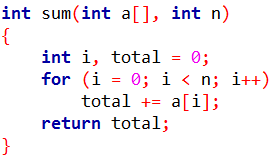 int sum(int a[], int n)
{
    int i, total = 0;
    for (i = 0; i < n; i++)
        total += a[i];
    return total;
}